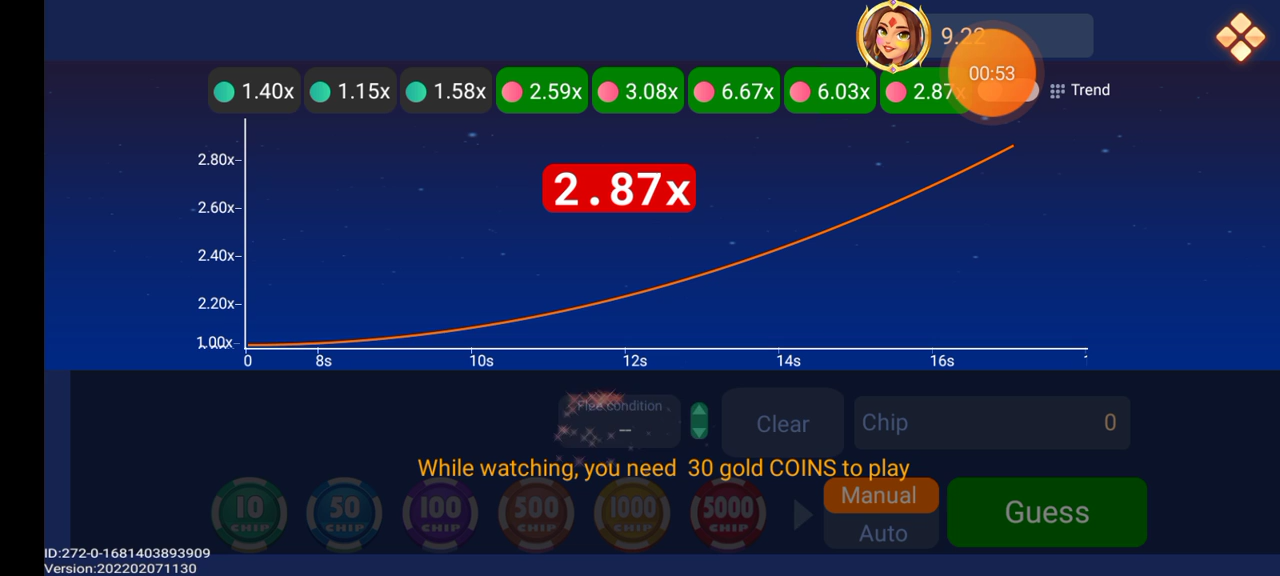 9.22
00:53
1.40x 1.15x 1.58x 2.59x 3.08x 6.67x 6.03x 2.87x Trend
2.87x
2.80x
2.60x
2.40x
2.20x
1.00x
0 8s 10s 12s 14s 16s
Flee condition
--
Clear
Chip 0
While watching, you need 30 gold COINS to play
10 CHIP 50 CHIP 100 CHIP 500 CHIP 1000 CHIP 5000 CHIP
Manual
Auto
Guess
ID:272-0-1681403893909
Version:202202071130